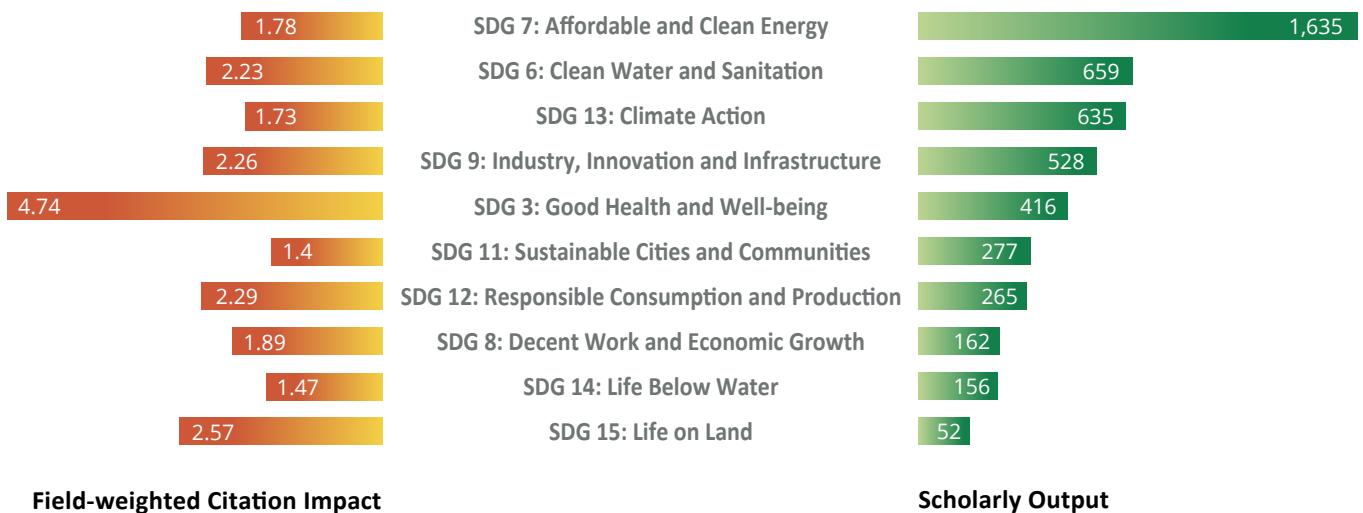 1.78 SDG 7: Affordable and Clean Energy 1,635
2.23 SDG 6: Clean Water and Sanitation 659
1.73 SDG 13: Climate Action 635
2.26 SDG 9: Industry, Innovation and Infrastructure 528
4.74 SDG 3: Good Health and Well-being 416
1.4 SDG 11: Sustainable Cities and Communities 277
2.29 SDG 12: Responsible Consumption and Production 265
1.89 SDG 8: Decent Work and Economic Growth 162
1.47 SDG 14: Life Below Water 156
2.57 SDG 15: Life on Land 52
Field-weighted Citation Impact Scholarly Output